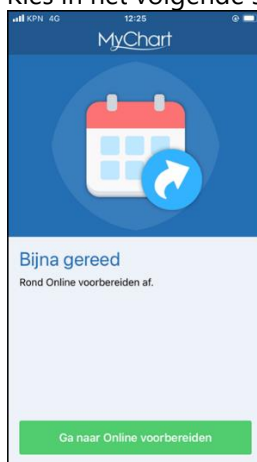 Kies in het volgende s
KPN 4G 12:25
MyChart
Bijna gereed
Rond Online voorbereiden af.
Ga naar Online voorbereiden